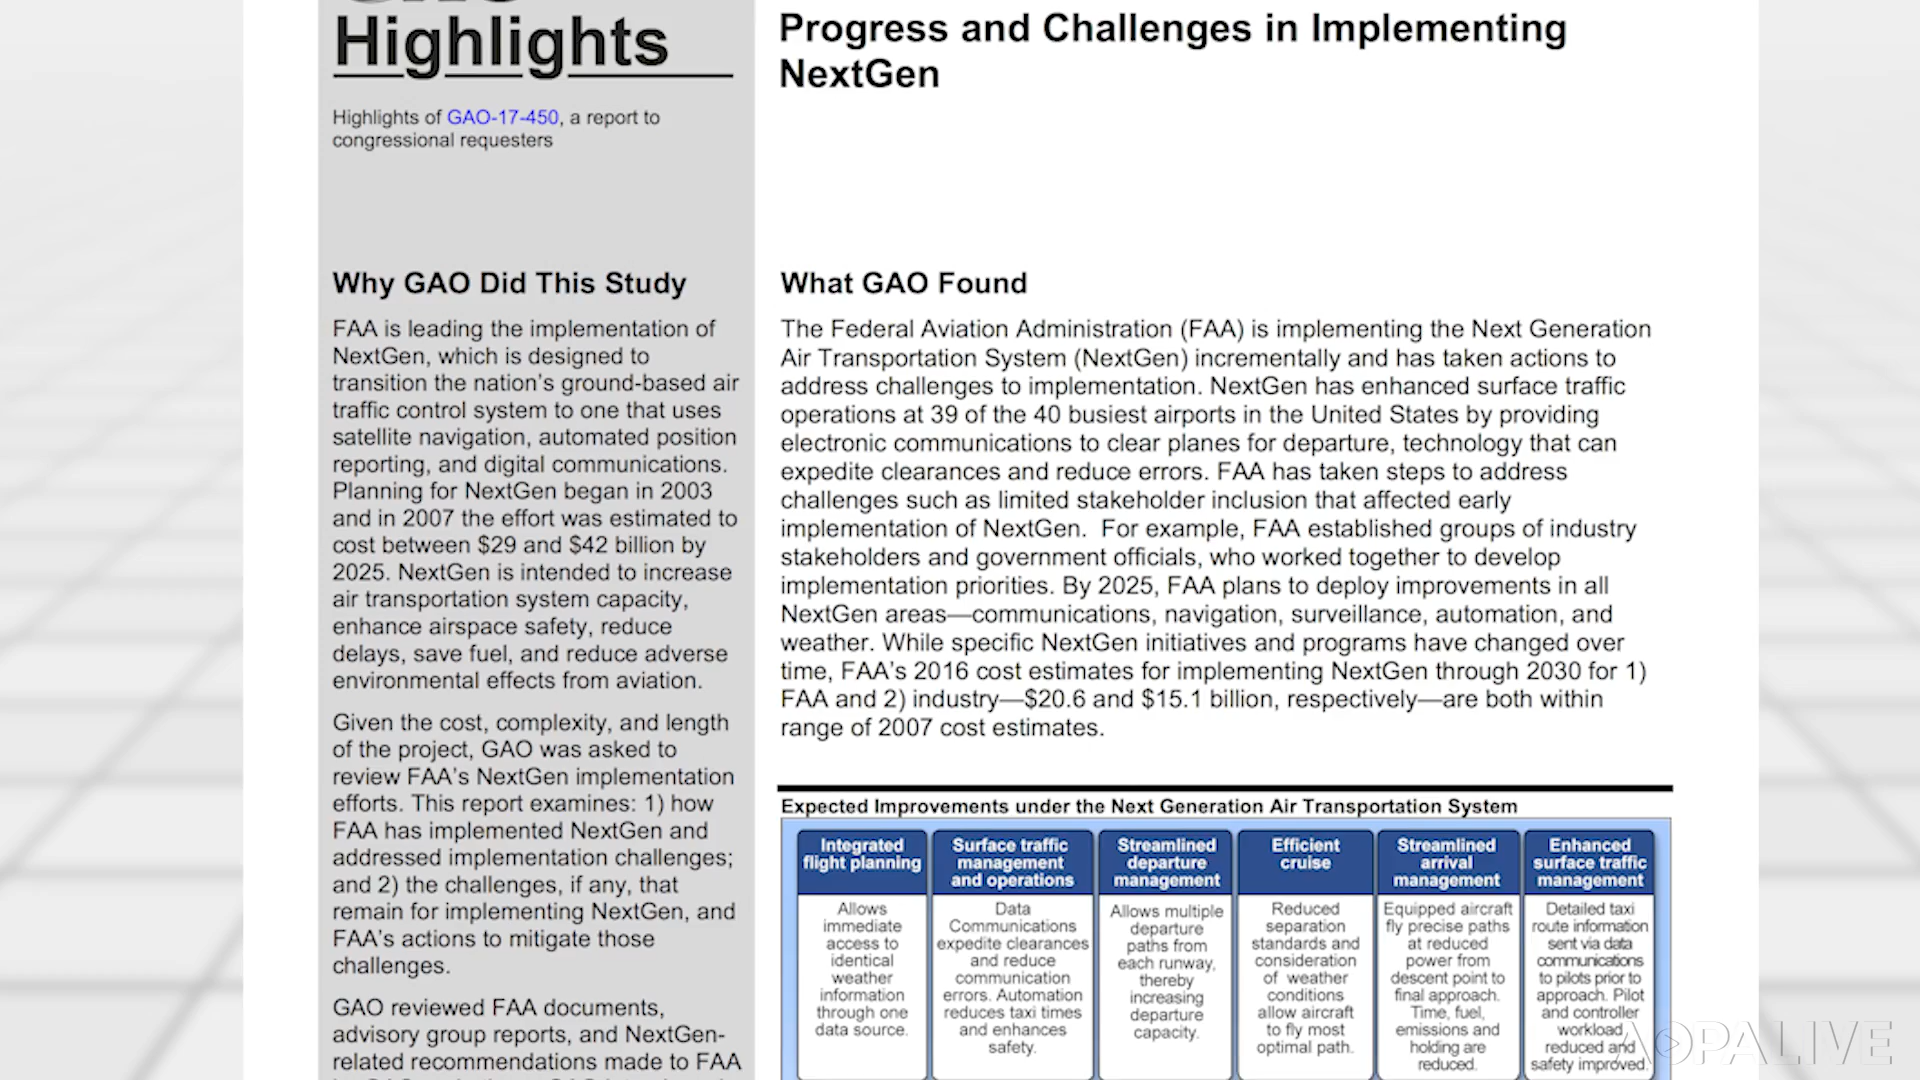 Highlights
Highlights of GAO-17-450, a report to
congressional requesters
Why GAO Did This Study
FAA is leading the implementation of
NextGen, which is designed to
transition the nation's ground-based air
traffic control system to one that uses
satellite navigation, automated position
reporting, and digital communications.
Planning for NextGen began in 2003
and in 2007 the effort was estimated to
cost between $29 and $42 billion by
2025. NextGen is intended to increase
air transportation system capacity,
enhance airspace safety, reduce
delays, save fuel, and reduce adverse
environmental effects from aviation.
Given the cost, complexity, and length
of the project, GAO was asked to
review FAA's NextGen implementation
efforts. This report examines: 1) how
FAA has implemented NextGen and
addressed implementation challenges;
and 2) the challenges, if any, that
remain for implementing NextGen, and
FAA's actions to mitigate those
challenges.
GAO reviewed FAA documents,
advisory group reports, and NextGen-
related recommendations made to FAA
Progress and Challenges in Implementing
NextGen
What GAO Found
The Federal Aviation Administration (FAA) is implementing the Next Generation
Air Transportation System (NextGen) incrementally and has taken actions to
address challenges to implementation. NextGen has enhanced surface traffic
operations at 39 of the 40 busiest airports in the United States by providing
electronic communications to clear planes for departure, technology that can
expedite clearances and reduce errors. FAA has taken steps to address
challenges such as limited stakeholder inclusion that affected early
implementation of NextGen.  For example, FAA established groups of industry
stakeholders and government officials, who worked together to develop
implementation priorities. By 2025, FAA plans to deploy improvements in all
NextGen areas—communications, navigation, surveillance, automation, and
weather. While specific NextGen initiatives and programs have changed over
time, FAA's 2016 cost estimates for implementing NextGen through 2030 for 1)
FAA and 2) industry—$20.6 and $15.1 billion, respectively—are both within
range of 2007 cost estimates.
Expected Improvements under the Next Generation Air Transportation System
Integrated
flight planning
Allows
immediate
access to
identical
weather
information
through one
data source.
Surface traffic
management
and operations
Data
Communications
expedite clearances
and reduce
communication
errors. Automation
reduces taxi times
and enhances
safety.
Streamlined
departure
management
Allows multiple
departure
paths from
each runway,
thereby
increasing
departure
capacity.
Efficient
cruise
Reduced
separation
standards and
consideration
of weather
conditions
allow aircraft
to fly most
optimal path.
Streamlined
arrival
management
Equipped aircraft
fly precise paths
at reduced
power from
descent point to
final approach.
Time, fuel,
emissions and
holding are
reduced.
Enhanced
surface traffic
management
Detailed taxi
route information
sent via data
communications
to pilots prior to
approach. Pilot
and controller
workload
reduced and
safety improved.
AOPALIVE